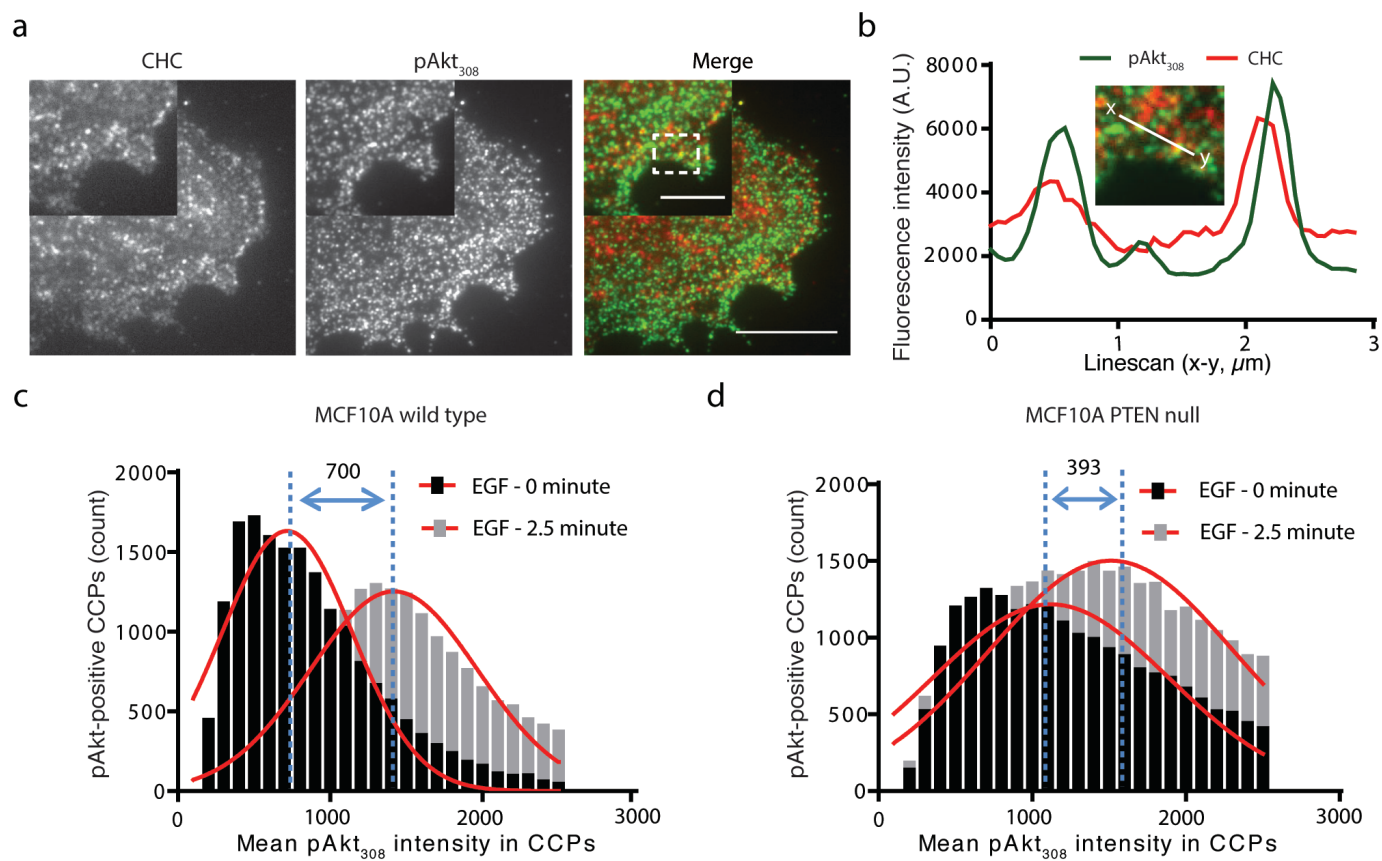 a
CHC
pAkt308
Merge
b
pAkt308 CHC
Fluorescence intensity (A.U.)
8000
6000
4000
2000
0
x
y
0 1 2 3
Linescan (x-y, µm)
c
MCF10A wild type
700
EGF - 0 minute
EGF - 2.5 minute
pAkt-positive CCPs (count)
2000
1500
1000
500
0
0 1000 2000 3000
Mean pAkt308 intensity in CCPs
d
MCF10A PTEN null
393
EGF - 0 minute
EGF - 2.5 minute
pAkt-positive CCPs (count)
2000
1500
1000
500
0
0 1000 2000 3000
Mean pAkt308 intensity in CCPs